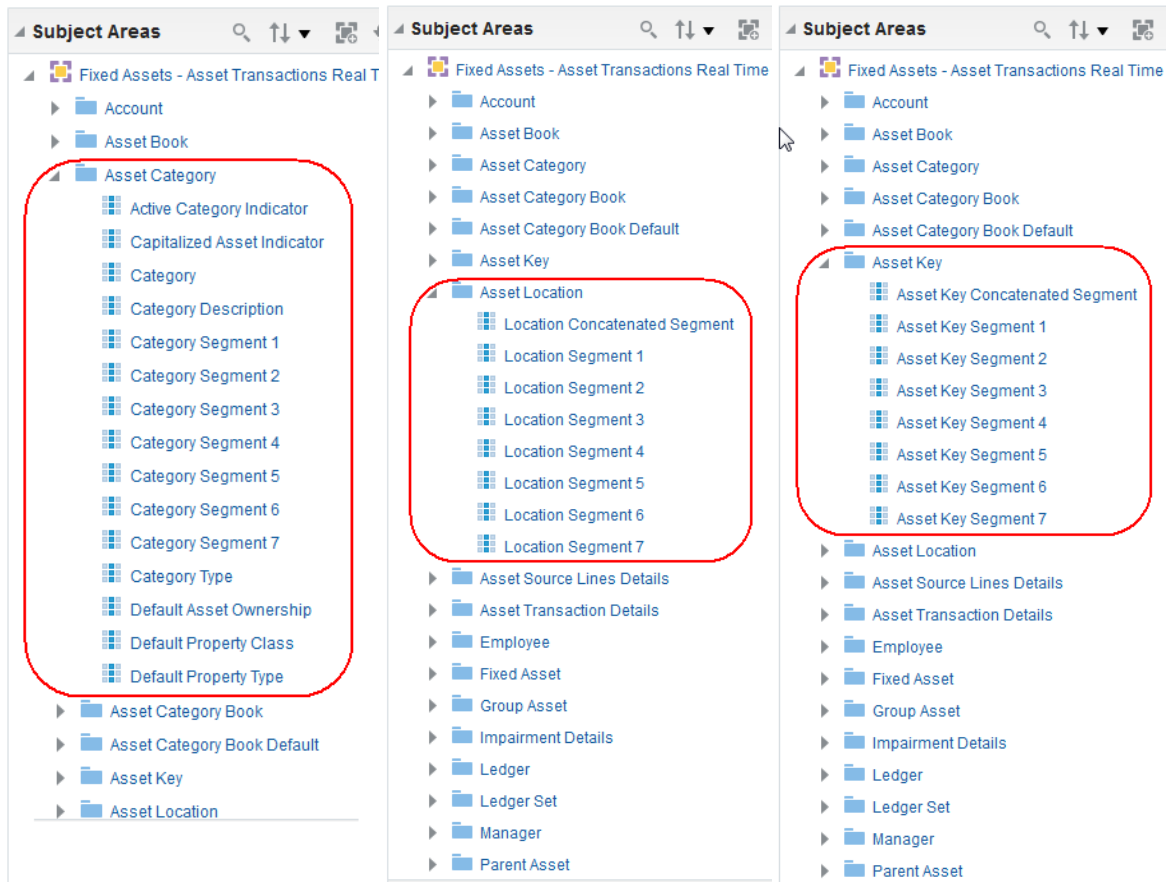 Subject Areas
Fixed Assets - Asset Transactions Real T
Account
Asset Book
Asset Category
Active Category Indicator
Capitalized Asset Indicator
Category
Category Description
Category Segment 1
Category Segment 2
Category Segment 3
Category Segment 4
Category Segment 5
Category Segment 6
Category Segment 7
Category Type
Default Asset Ownership
Default Property Class
Default Property Type
Asset Category Book
Asset Category Book Default
Asset Key
Asset Location
Subject Areas
Fixed Assets - Asset Transactions Real Time
Account
Asset Book
Asset Category
Asset Category Book
Asset Category Book Default
Asset Key
Asset Location
Location Concatenated Segment
Location Segment 1
Location Segment 2
Location Segment 3
Location Segment 4
Location Segment 5
Location Segment 6
Location Segment 7
Asset Source Lines Details
Asset Transaction Details
Employee
Fixed Asset
Group Asset
Impairment Details
Ledger
Ledger Set
Manager
Parent Asset
Subject Areas
Fixed Assets - Asset Transactions Real Time
Account
Asset Book
Asset Category
Asset Category Book
Asset Category Book Default
Asset Key
Asset Key Concatenated Segment
Asset Key Segment 1
Asset Key Segment 2
Asset Key Segment 3
Asset Key Segment 4
Asset Key Segment 5
Asset Key Segment 6
Asset Key Segment 7
Asset Location
Asset Source Lines Details
Asset Transaction Details
Employee
Fixed Asset
Group Asset
Impairment Details
Ledger
Ledger Set
Manager
Parent Asset